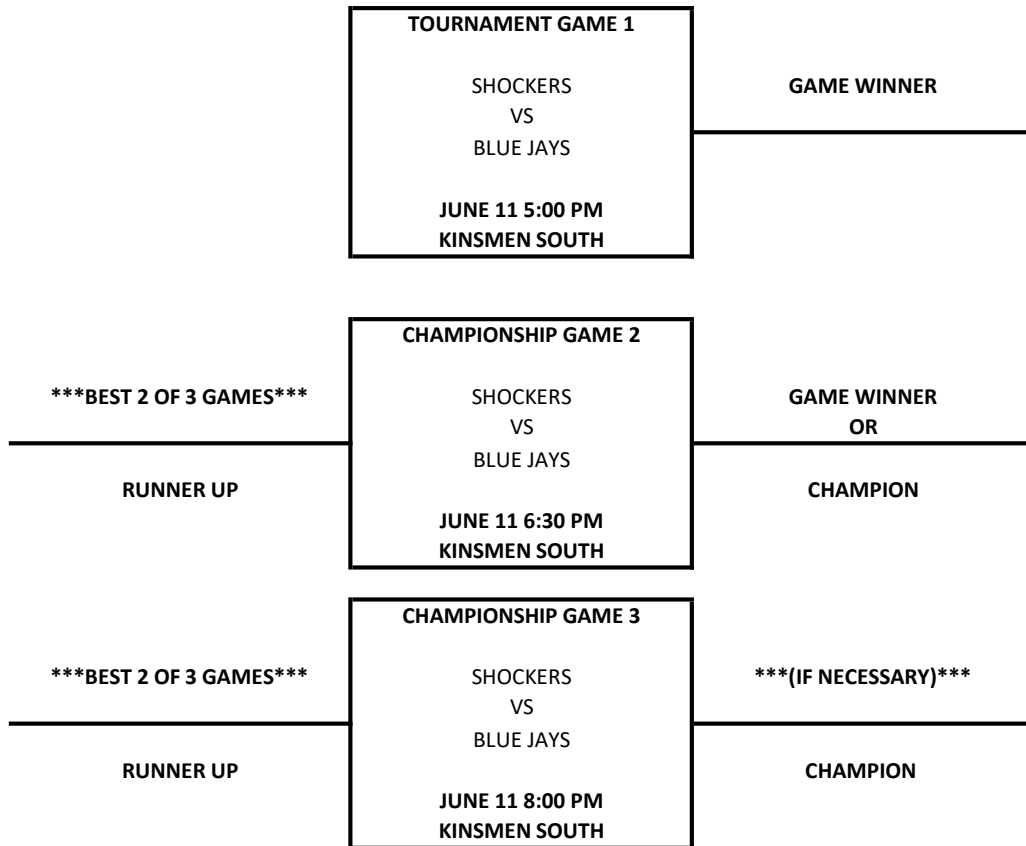 TOURNAMENT GAME 1
SHOCKERS
GAME WINNER
VS
BLUE JAYS
JUNE 11 5:00 PM
KINSMEN SOUTH
CHAMPIONSHIP GAME 2
***BEST 2 OF 3 GAMES***
SHOCKERS
GAME WINNER
VS
OR
BLUE JAYS
RUNNER UP
CHAMPION
JUNE 11 6:30 PM
KINSMEN SOUTH
CHAMPIONSHIP GAME 3
***BEST 2 OF 3 GAMES***
SHOCKERS
***(IF NECESSARY)***
VS
BLUE JAYS
RUNNER UP
CHAMPION
JUNE 11 8:00 PM
KINSMEN SOUTH